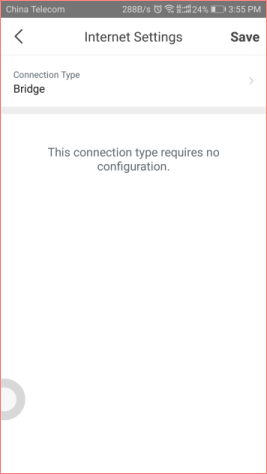 China Telecom 288B/s 24% 3:55 PM
Internet Settings Save
Connection Type
Bridge
This connection type requires no
configuration.